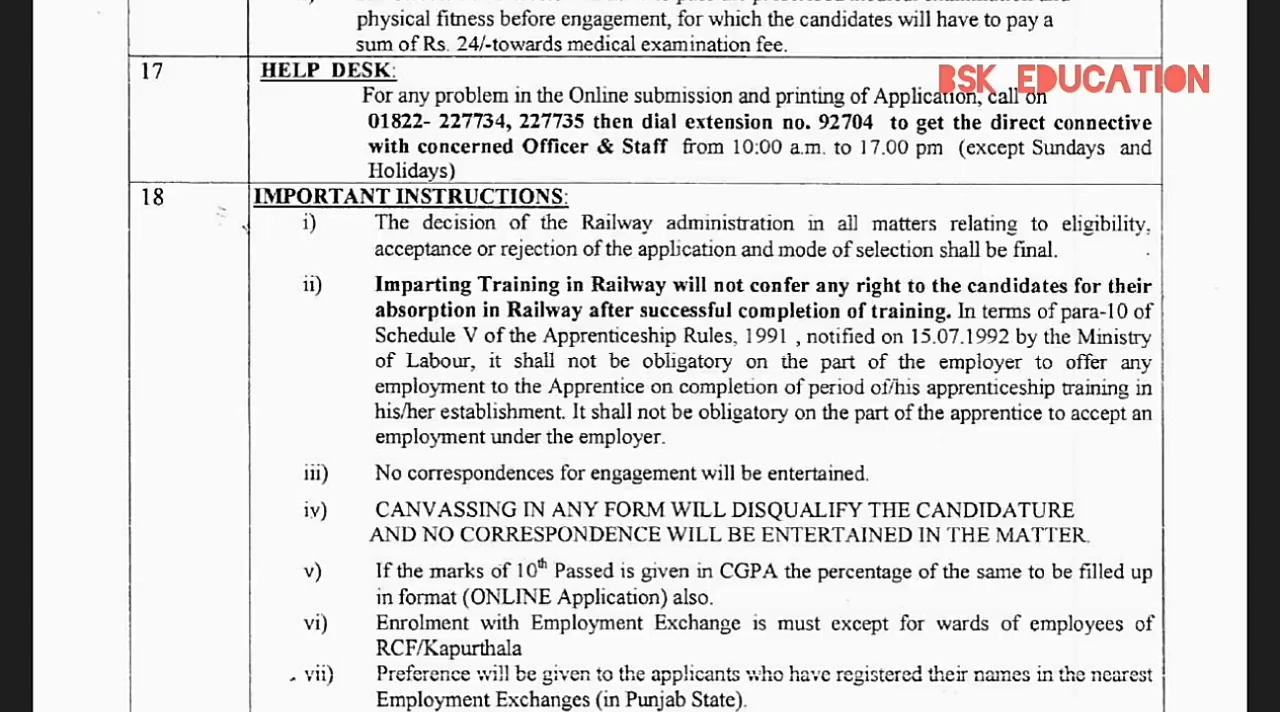 physical fitness before engagement, for which the candidates will have to pay a
sum of Rs. 24/-towards medical examination fee.
17 HELP DESK:
BSK EDUCATION
For any problem in the Online submission and printing of Application, call on
01822- 227734, 227735 then dial extension no. 92704 to get the direct connective
with concerned Officer & Staff from 10:00 a.m. to 17.00 pm (except Sundays and
Holidays)
18 IMPORTANT INSTRUCTIONS:
i) The decision of the Railway administration in all matters relating to eligibility,
acceptance or rejection of the application and mode of selection shall be final.
ii) Imparting Training in Railway will not confer any right to the candidates for their
absorption in Railway after successful completion of training. In terms of para-10 of
Schedule V of the Apprenticeship Rules, 1991 , notified on 15.07.1992 by the Ministry
of Labour, it shall not be obligatory on the part of the employer to offer any
employment to the Apprentice on completion of period of/his apprenticeship training in
his/her establishment. It shall not be obligatory on the part of the apprentice to accept an
employment under the employer.
iii) No correspondences for engagement will be entertained.
iv) CANVASSING IN ANY FORM WILL DISQUALIFY THE CANDIDATURE
AND NO CORRESPONDENCE WILL BE ENTERTAINED IN THE MATTER.
v) If the marks of 10th Passed is given in CGPA the percentage of the same to be filled up
in format (ONLINE Application) also.
vi) Enrolment with Employment Exchange is must except for wards of employees of
RCF/Kapurthala
vii) Preference will be given to the applicants who have registered their names in the nearest
Employment Exchanges (in Punjab State).